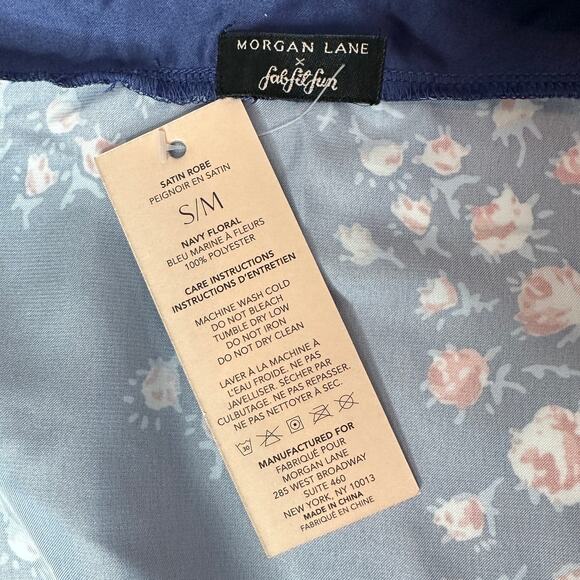 MORGAN LANE
×
fabfitfun
SATIN ROBE
PEIGNOIR EN SATIN
S/M
NAVY FLORAL
BLEU MARINE À FLEURS
100% POLYESTER
CARE INSTRUCTIONS
INSTRUCTIONS D'ENTRETIEN
MACHINE WASH COLD
DO NOT BLEACH
TUMBLE DRY LOW
DO NOT IRON
DO NOT DRY CLEAN
LAVER À LA MACHINE À
L'EAU FROIDE. NE PAS
JAVELLISER. SÉCHER PAR
CULBUTAGE. NE PAS REPASSER.
NE PAS NETTOYER À SEC.
30
MANUFACTURED FOR
FABRIQUÉ POUR
MORGAN LANE
285 WEST BROADWAY
SUITE 460
NEW YORK, NY 10013
MADE IN CHINA
FABRIQUÉ EN CHINE